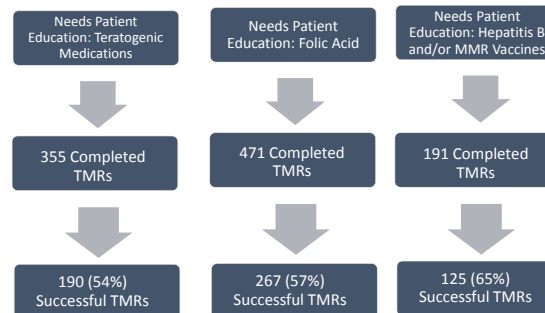 Needs Patient
Education: Teratogenic
Medications
Needs Patient
Education: Folic Acid
Needs Patient
Education: Hepatitis B
and/or MMR Vaccines
355 Completed
TMRs
471 Completed
TMRs
191 Completed
TMRs
190 (54%)
Successful TMRs
267 (57%)
Successful TMRs
125 (65%)
Successful TMRs